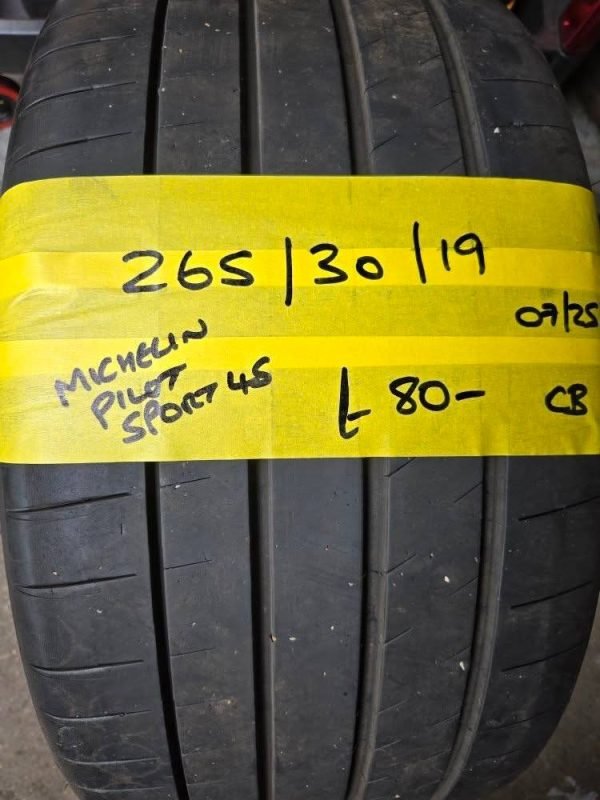 265/30/19
07/25
MICHELIN
PILOT
SPORT 4S
£80-
CB